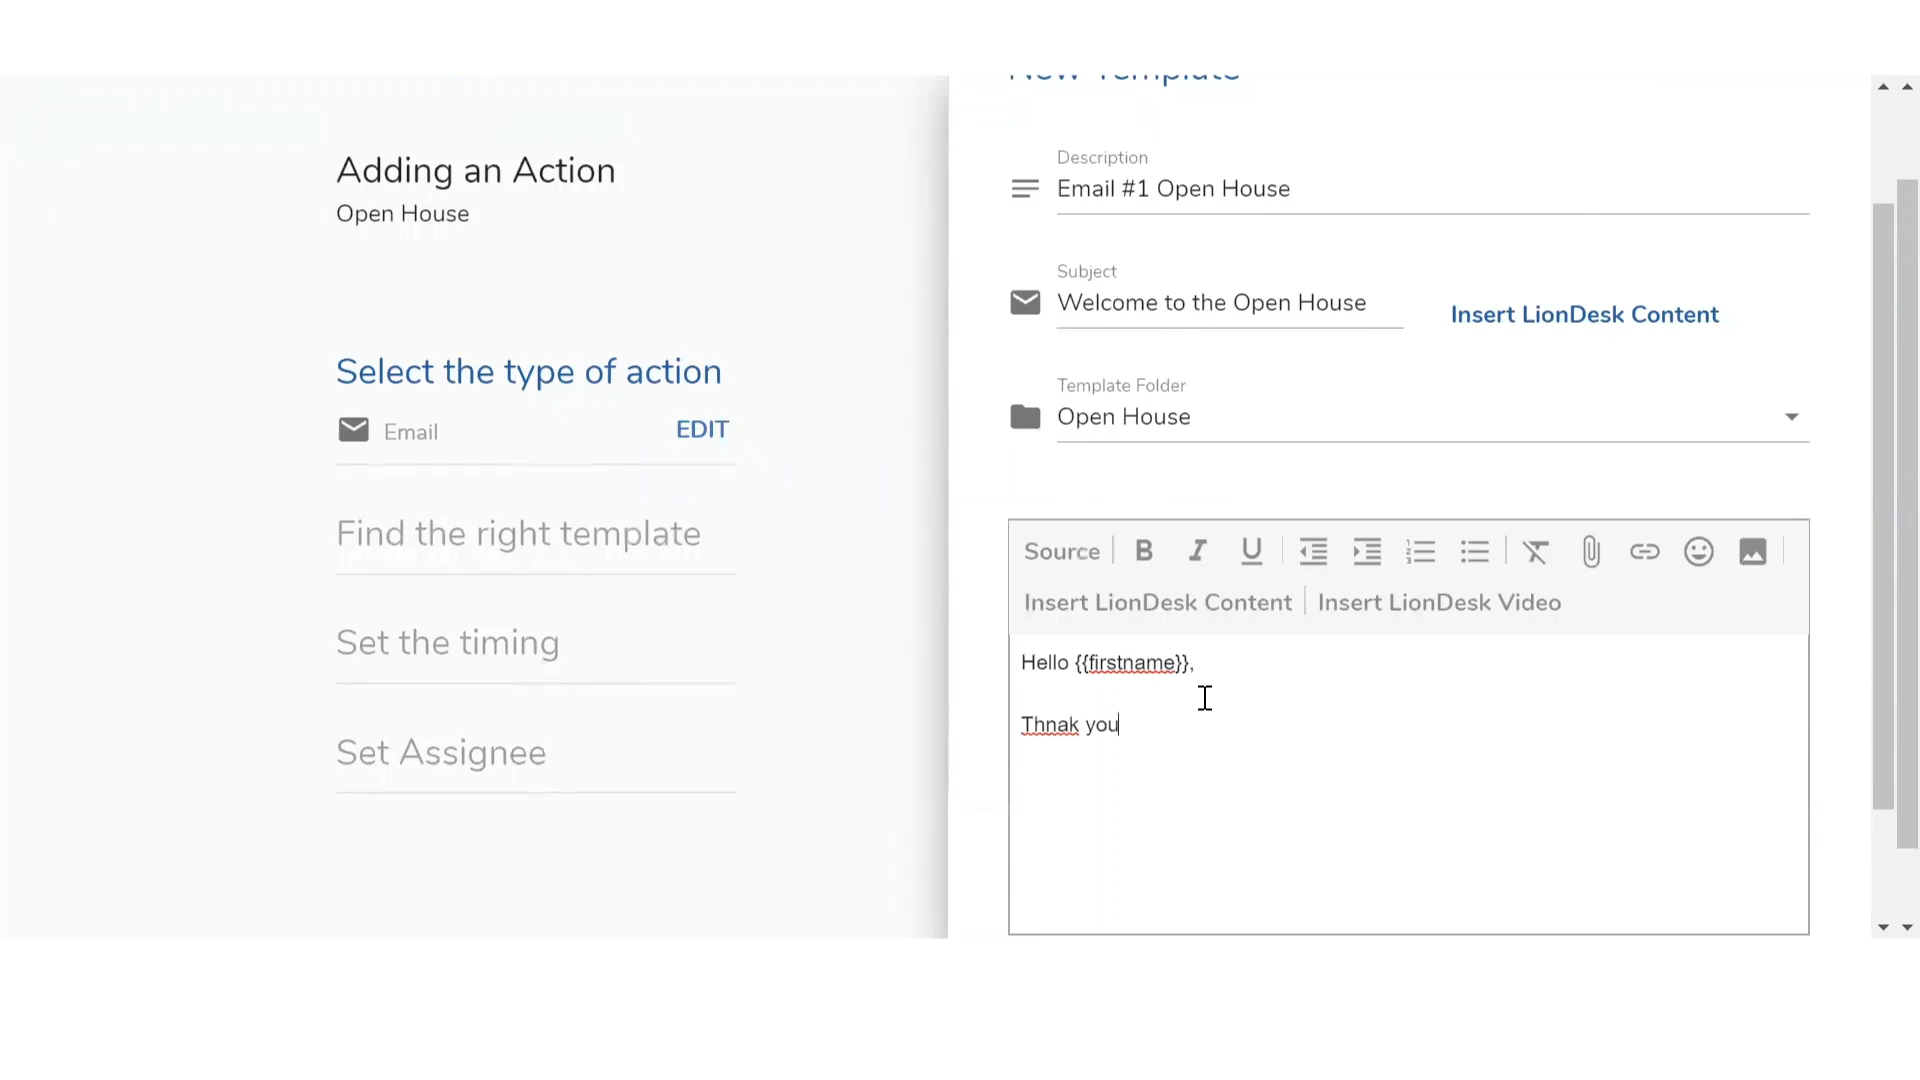 New Template
Adding an Action
Open House
Select the type of action
Email
EDIT
Find the right template
Set the timing
Set Assignee
Description
Email #1 Open House
Subject
Welcome to the Open House
Insert LionDesk Content
Template Folder
Open House
Source
Insert LionDesk Content
Insert LionDesk Video
Hello {{firstname}},
Thnak you